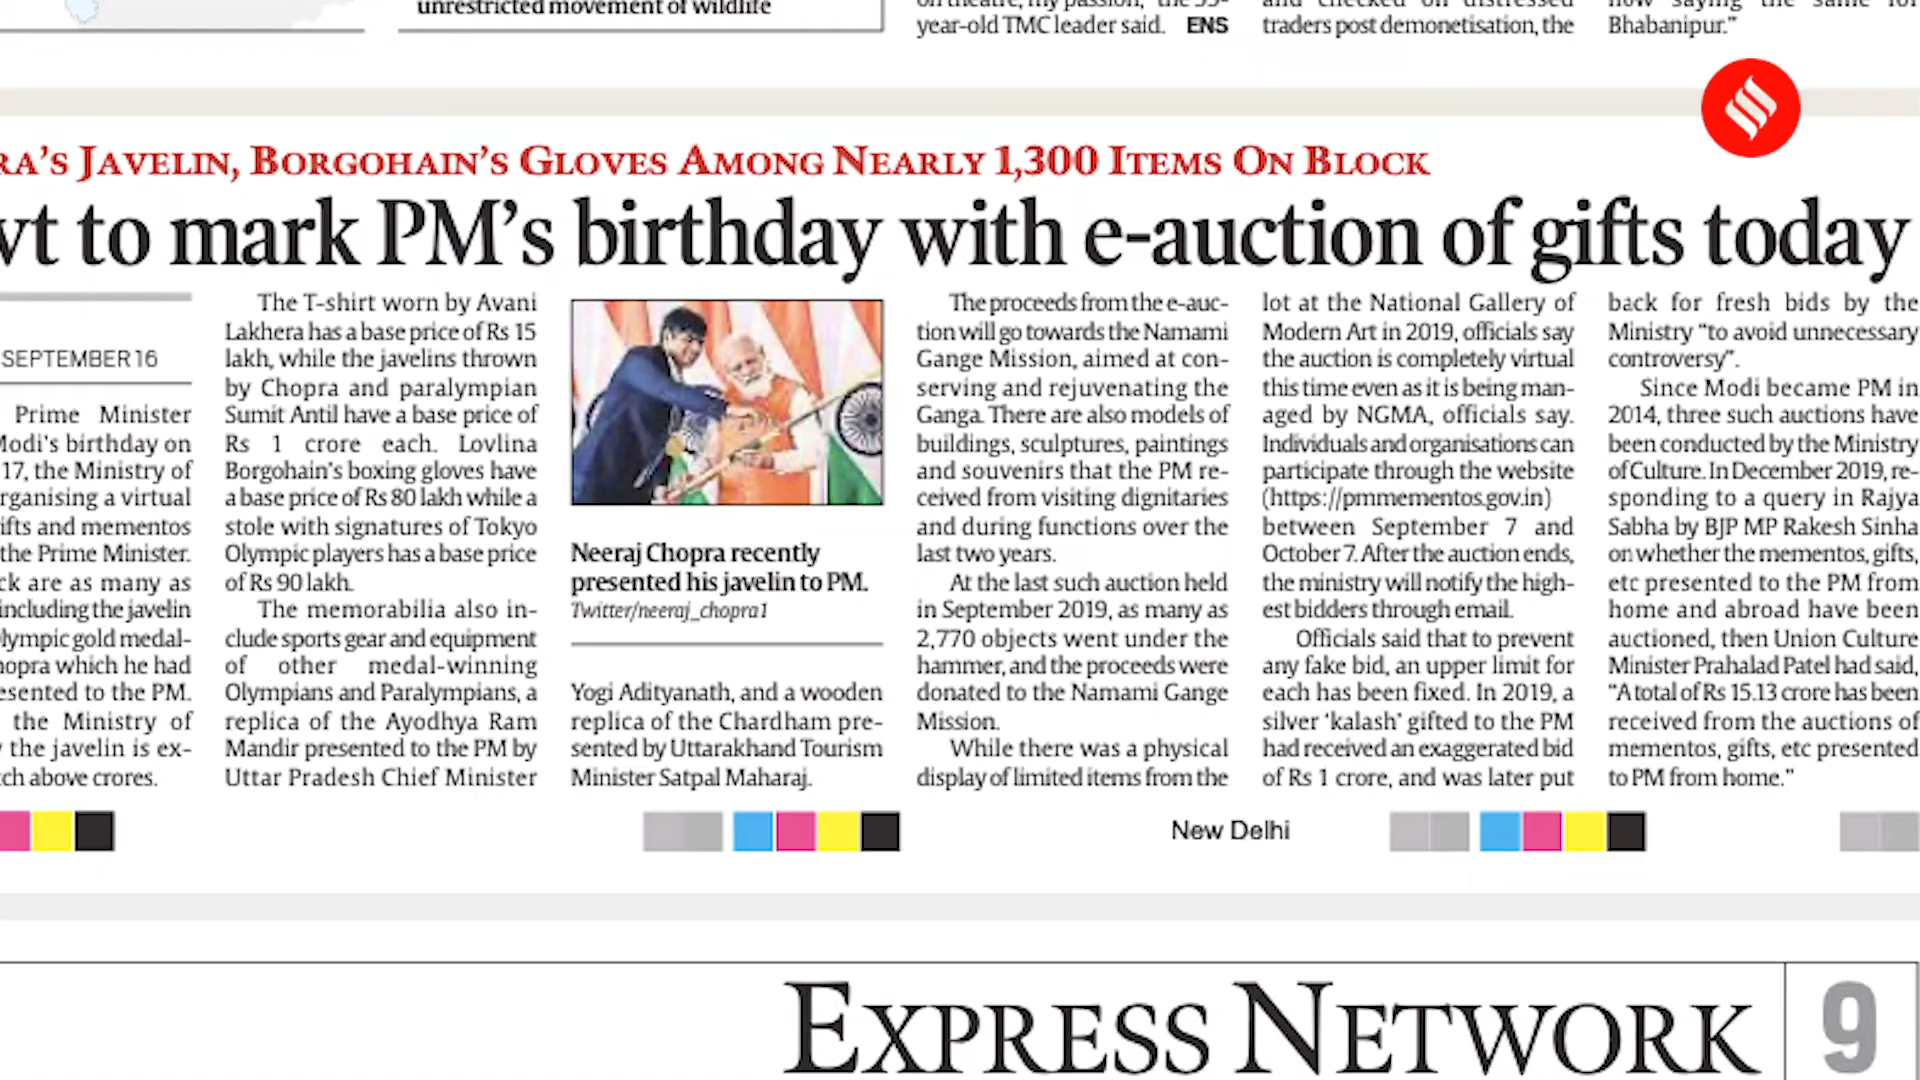 unrestricted movement of wildlife
year-old TMC leader said. ENS
traders post demonetisation, the
now saying the same for
Bhabanipur."
RA'S JAVELIN, BORGOHAIN'S GLOVES AMONG NEARLY 1,300 ITEMS ON BLOCK
vt to mark PM's birthday with e-auction of gifts today
SEPTEMBER 16
Prime Minister
Modi's birthday on
17, the Ministry of
rganising a virtual
ifts and mementos
the Prime Minister.
ck are as many as
including the javelin
lympic gold medal-
hopra which he had
esented to the PM.
the Ministry of
y the javelin is ex-
tch above crores.
The T-shirt worn by Avani
Lakhera has a base price of Rs 15
lakh, while the javelins thrown
by Chopra and paralympian
Sumit Antil have a base price of
Rs 1 crore each. Lovlina
Borgohain's boxing gloves have
a base price of Rs 80 lakh while a
stole with signatures of Tokyo
Olympic players has a base price
of Rs 90 lakh.
The memorabilia also in-
clude sports gear and equipment
of other medal-winning
Olympians and Paralympians, a
replica of the Ayodhya Ram
Mandir presented to the PM by
Uttar Pradesh Chief Minister
Neeraj Chopra recently
presented his javelin to PM.
Twitter/neeraj_chopra1
Yogi Adityanath, and a wooden
replica of the Chardham pre-
sented by Uttarakhand Tourism
Minister Satpal Maharaj.
The proceeds from the e-auc-
tion will go towards the Namami
Gange Mission, aimed at con-
serving and rejuvenating the
Ganga. There are also models of
buildings, sculptures, paintings
and souvenirs that the PM re-
ceived from visiting dignitaries
and during functions over the
last two years.
At the last such auction held
in September 2019, as many as
2,770 objects went under the
hammer, and the proceeds were
donated to the Namami Gange
Mission.
While there was a physical
display of limited items from the
lot at the National Gallery of
Modern Art in 2019, officials say
the auction is completely virtual
this time even as it is being man-
aged by NGMA, officials say.
Individuals and organisations can
participate through the website
(https://pmmementos.gov.in)
between September 7 and
October 7. After the auction ends,
the ministry will notify the high-
est bidders through email.
Officials said that to prevent
any fake bid, an upper limit for
each has been fixed. In 2019, a
silver 'kalash' gifted to the PM
had received an exaggerated bid
of Rs 1 crore, and was later put
back for fresh bids by the
Ministry "to avoid unnecessary
controversy".
Since Modi became PM in
2014, three such auctions have
been conducted by the Ministry
of Culture. In December 2019, re-
sponding to a query in Rajya
Sabha by BJP MP Rakesh Sinha
on whether the mementos, gifts,
etc presented to the PM from
home and abroad have been
auctioned, then Union Culture
Minister Prahalad Patel had said,
"A total of Rs 15.13 crore has been
received from the auctions of
mementos, gifts, etc presented
to PM from home."
New Delhi
EXPRESS NETWORK 9